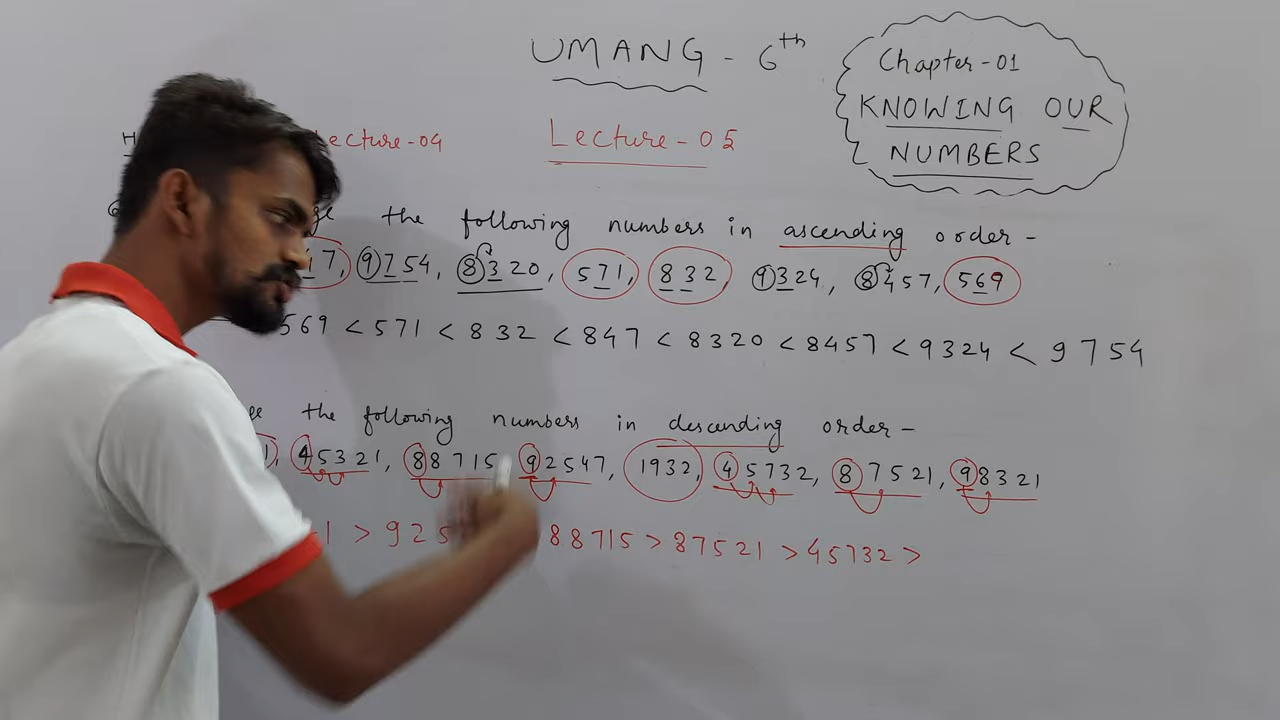 UMANG - 6th
Chapter-01
KNOWING OUR
NUMBERS
Lecture-04
Lecture-05
the following numbers in ascending order-
9754, 8320, 571, 832 9324, 8457, 569
569 < 571 < 832 < 847 < 8320 < 8457 < 9324 < 9754
the following numbers in descending order-
45321, 88715, 92547, 1932, 45732, 87521, 98321
> 88715 > 87521 > 45732 >